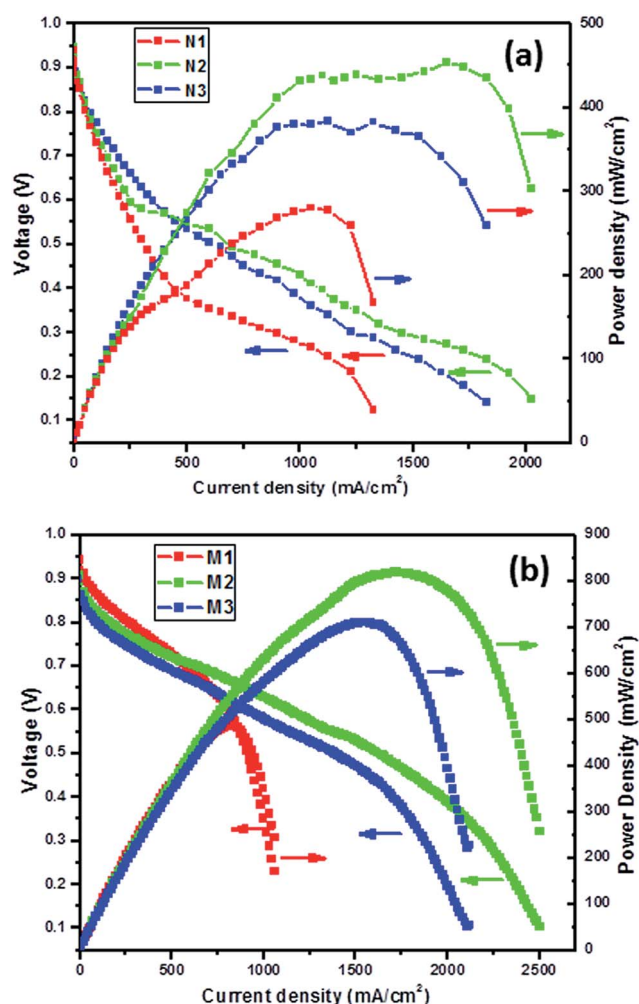 (a)
N1
N2
N3
1.0
0.9
0.8
0.7
0.6
0.5
0.4
0.3
0.2
0.1
Voltage (V)
500
400
300
200
100
0
Power density (mW/cm²)
0 500 1000 1500 2000
Current density (mA/cm²)
(b)
M1
M2
M3
1.0
0.9
0.8
0.7
0.6
0.5
0.4
0.3
0.2
0.1
Voltage (V)
900
800
700
600
500
400
300
200
100
0
Power Density (mW/cm²)
0 500 1000 1500 2000 2500
Current density (mA/cm²)